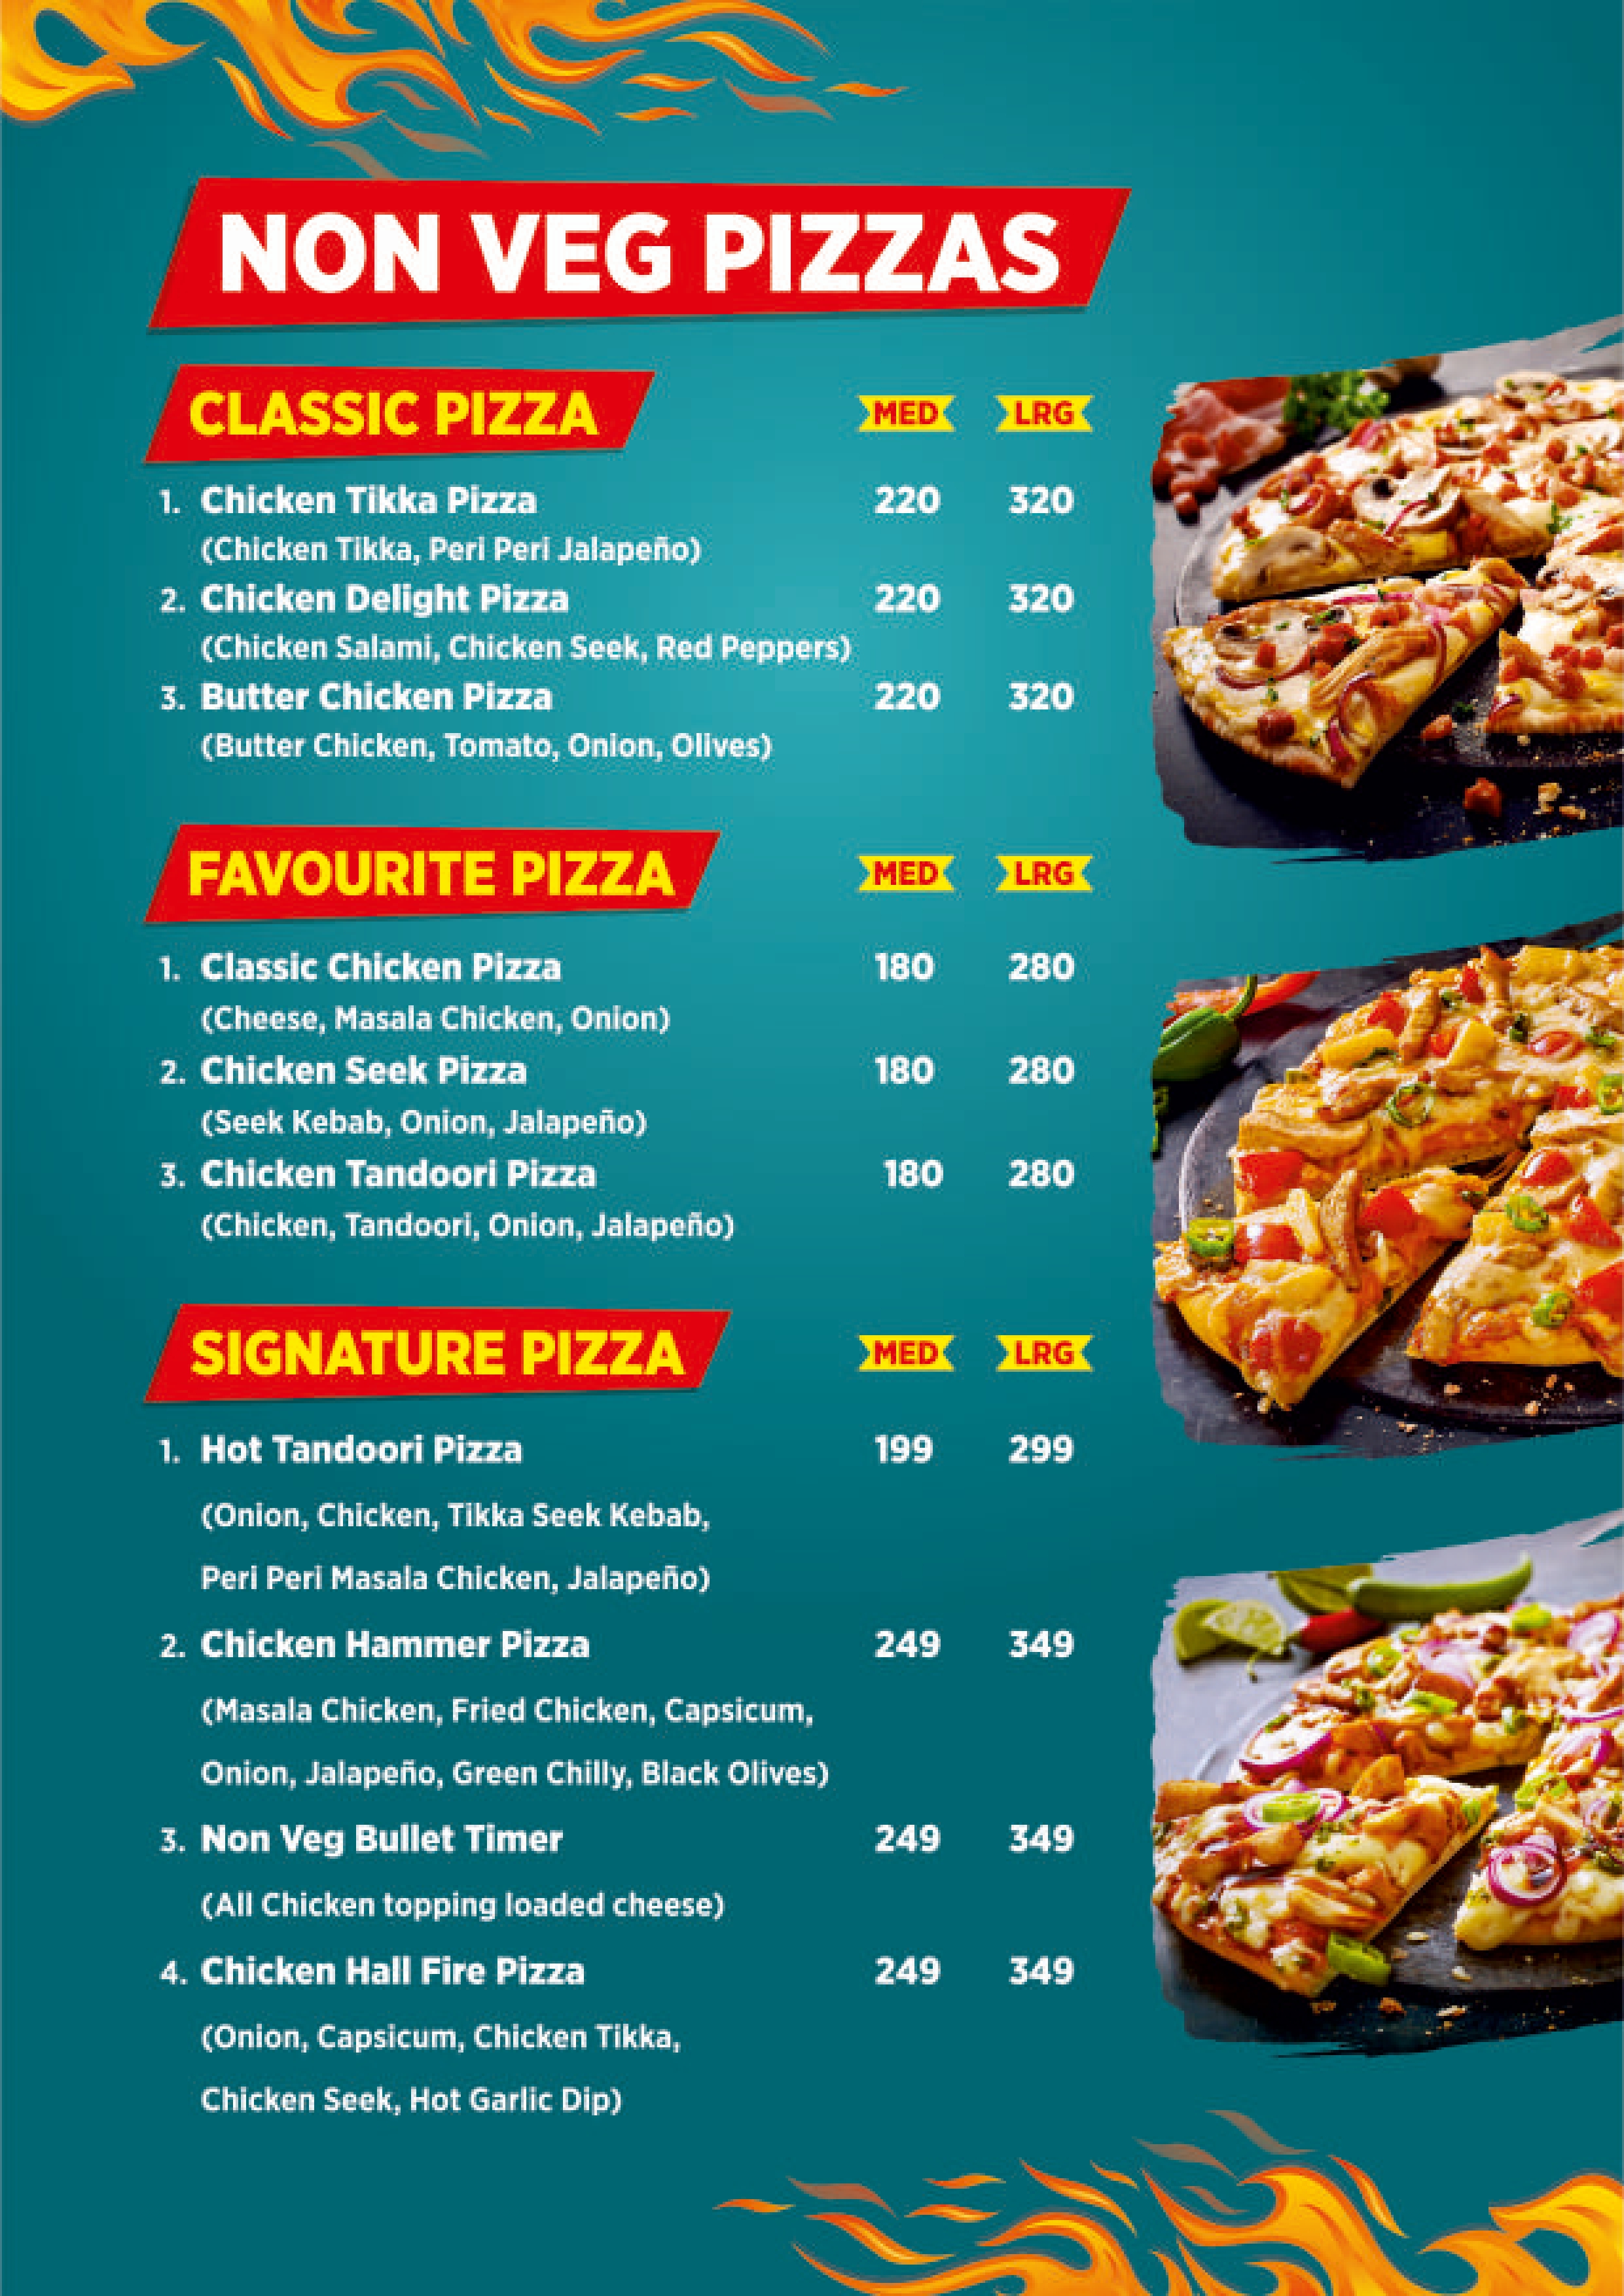 NON VEG PIZZAS
CLASSIC PIZZA MED LRG
1. Chicken Tikka Pizza 220 320
(Chicken Tikka, Peri Peri Jalapeño)
2. Chicken Delight Pizza 220 320
(Chicken Salami, Chicken Seek, Red Peppers)
3. Butter Chicken Pizza 220 320
(Butter Chicken, Tomato, Onion, Olives)
FAVOURITE PIZZA MED LRG
1. Classic Chicken Pizza 180 280
(Cheese, Masala Chicken, Onion)
2. Chicken Seek Pizza 180 280
(Seek Kebab, Onion, Jalapeño)
3. Chicken Tandoori Pizza 180 280
(Chicken, Tandoori, Onion, Jalapeño)
SIGNATURE PIZZA MED LRG
1. Hot Tandoori Pizza 199 299
(Onion, Chicken, Tikka Seek Kebab,
Peri Peri Masala Chicken, Jalapeño)
2. Chicken Hammer Pizza 249 349
(Masala Chicken, Fried Chicken, Capsicum,
Onion, Jalapeño, Green Chilly, Black Olives)
3. Non Veg Bullet Timer 249 349
(All Chicken topping loaded cheese)
4. Chicken Hall Fire Pizza 249 349
(Onion, Capsicum, Chicken Tikka,
Chicken Seek, Hot Garlic Dip)